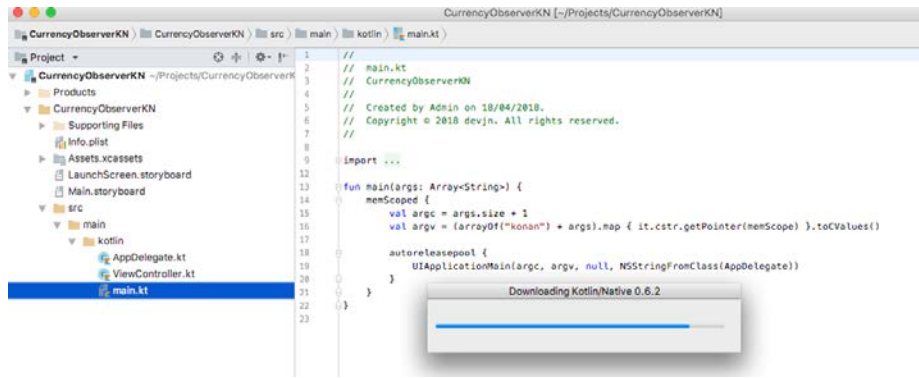 CurrencyObserverKN [~/Projects/CurrencyObserverKN]
CurrencyObserverKN CurrencyObserverKN src main kotlin main.kt
Project
CurrencyObserverKN ~/Projects/CurrencyObserverK
Products
CurrencyObserverKN
Supporting Files
Info.plist
Assets.xcassets
LaunchScreen.storyboard
Main.storyboard
src
main
kotlin
AppDelegate.kt
ViewController.kt
main.kt
1 //
2 // main.kt
3 // CurrencyObserverKN
4 //
5 // Created by Admin on 18/04/2018.
6 // Copyright © 2018 devjn. All rights reserved.
7 //
8
9 import ...
12
13 fun main(args: Array<String>) {
14 memScoped {
15 val argc = args.size + 1
16 val argv = (arrayOf("konan") + args).map { it.cstr.getPointer(memScope) }.toCValues()
17
18 autoreleasepool {
19 UIApplicationMain(argc, argv, null, NSStringFromClass(AppDelegate))
20 }
21 }
22 }
23
Downloading Kotlin/Native 0.6.2